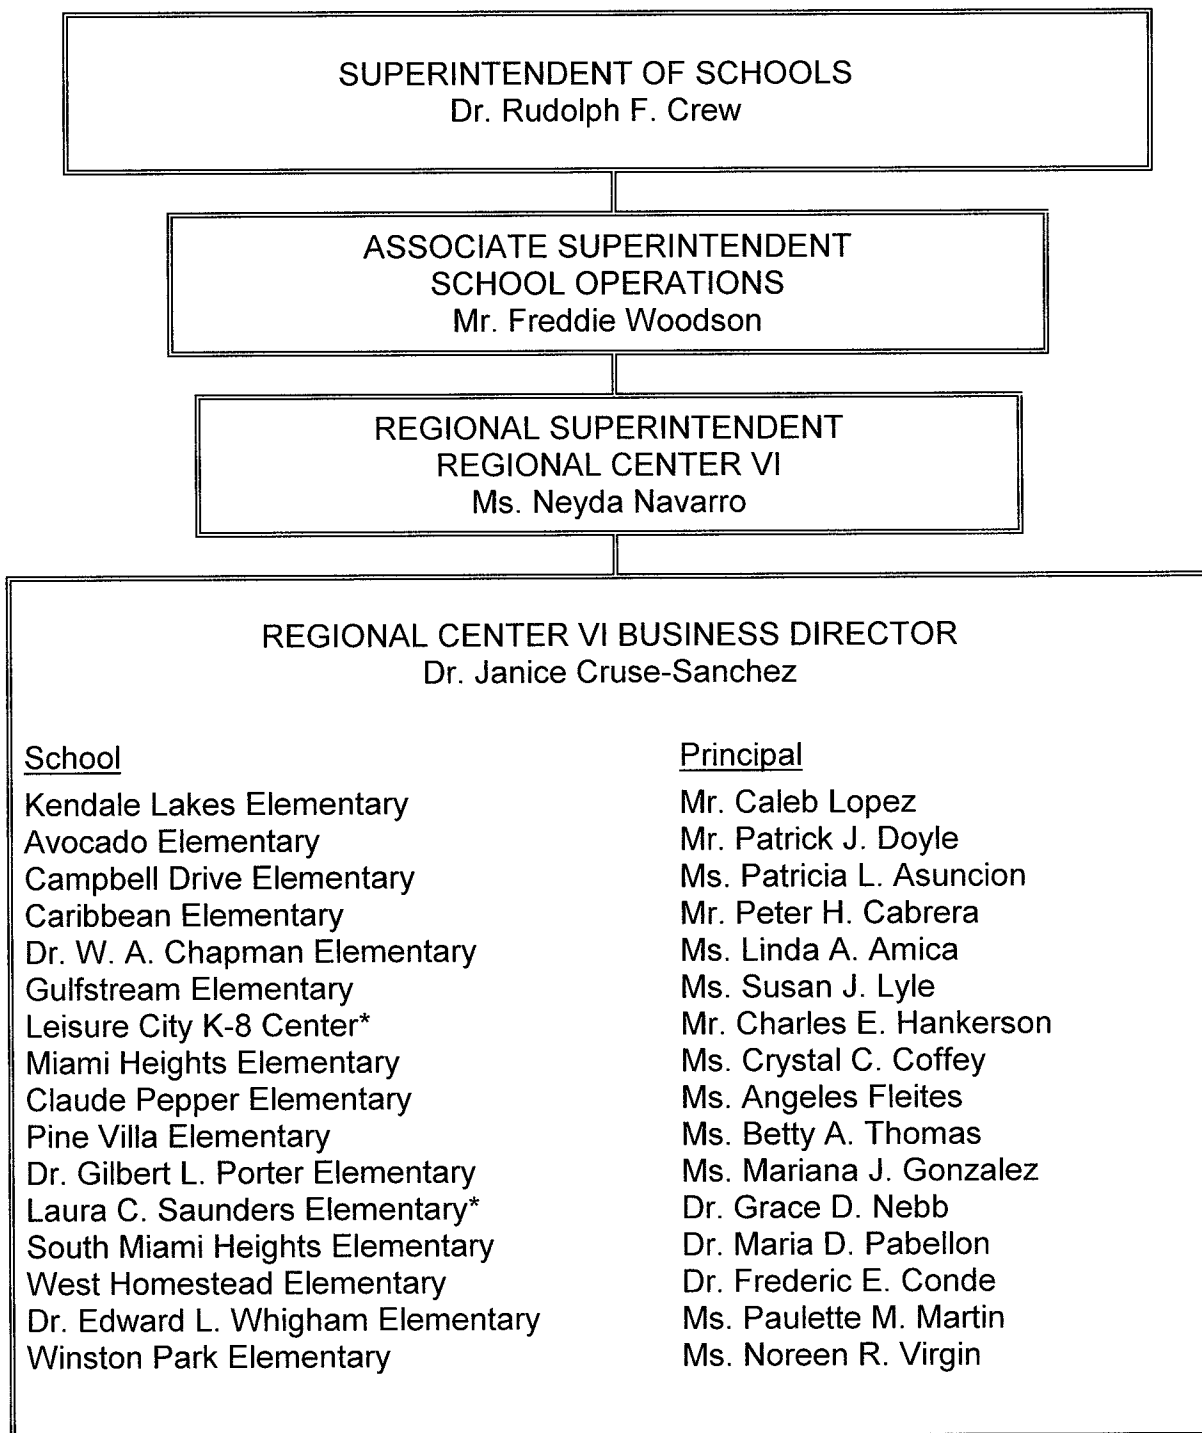 SUPERINTENDENT OF SCHOOLS
Dr. Rudolph F. Crew
ASSOCIATE SUPERINTENDENT
SCHOOL OPERATIONS
Mr. Freddie Woodson
REGIONAL SUPERINTENDENT
REGIONAL CENTER VI
Ms. Neyda Navarro
REGIONAL CENTER VI BUSINESS DIRECTOR
Dr. Janice Cruse-Sanchez
School Principal
Kendale Lakes Elementary Mr. Caleb Lopez
Avocado Elementary Mr. Patrick J. Doyle
Campbell Drive Elementary Ms. Patricia L. Asuncion
Caribbean Elementary Mr. Peter H. Cabrera
Dr. W. A. Chapman Elementary Ms. Linda A. Amica
Gulfstream Elementary Ms. Susan J. Lyle
Leisure City K-8 Center* Mr. Charles E. Hankerson
Miami Heights Elementary Ms. Crystal C. Coffey
Claude Pepper Elementary Ms. Angeles Fleites
Pine Villa Elementary Ms. Betty A. Thomas
Dr. Gilbert L. Porter Elementary Ms. Mariana J. Gonzalez
Laura C. Saunders Elementary* Dr. Grace D. Nebb
South Miami Heights Elementary Dr. Maria D. Pabellon
West Homestead Elementary Dr. Frederic E. Conde
Dr. Edward L. Whigham Elementary Ms. Paulette M. Martin
Winston Park Elementary Ms. Noreen R. Virgin